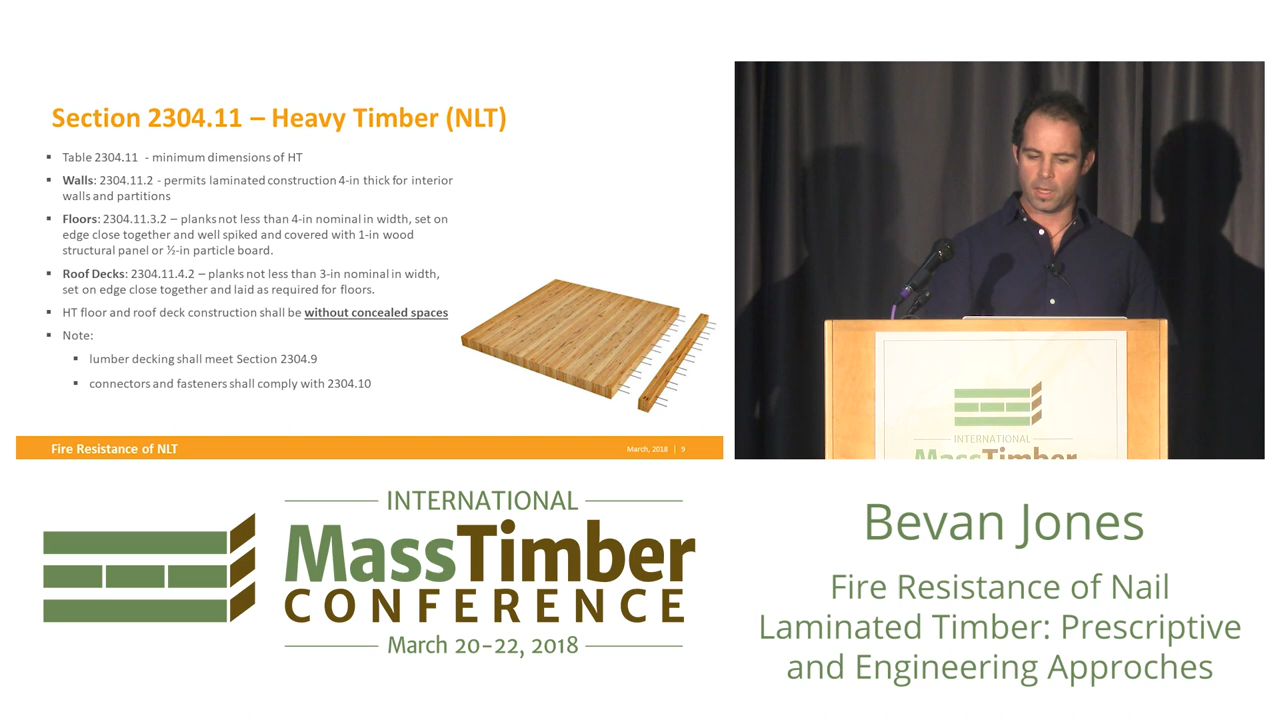 Section 2304.11 – Heavy Timber (NLT)
▪ Table 2304.11 - minimum dimensions of HT
▪ Walls: 2304.11.2 - permits laminated construction 4-in thick for interior
walls and partitions
▪ Floors: 2304.11.3.2 – planks not less than 4-in nominal in width, set on
edge close together and well spiked and covered with 1-in wood
structural panel or ½-in particle board.
▪ Roof Decks: 2304.11.4.2 – planks not less than 3-in nominal in width,
set on edge close together and laid as required for floors.
▪ HT floor and roof deck construction shall be without concealed spaces
▪ Note:
▪ lumber decking shall meet Section 2304.9
▪ connectors and fasteners shall comply with 2304.10
Fire Resistance of NLT
March, 2018 | 9
INTERNATIONAL
MassTimber
INTERNATIONAL
MassTimber
CONFERENCE
March 20-22, 2018
Bevan Jones
Fire Resistance of Nail
Laminated Timber: Prescriptive
and Engineering Approches